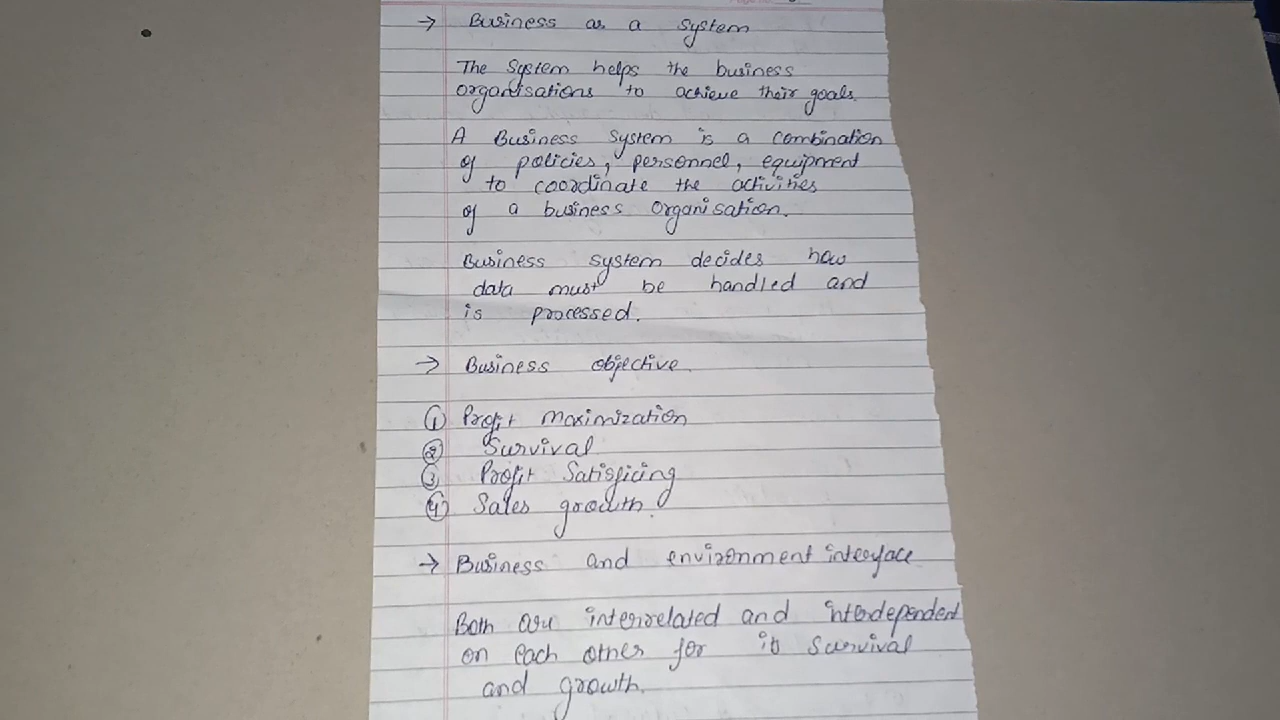 → Business as a system
The System helps the business
organisations to achieve their goals.
A Business System is a combination
of policies, personnel, equipment
to coordinate the activities
of a business organisation.
Business system decides how
data must be handled and
is processed.
→ Business objective.
① Profit maximization
② Survival
③ Profit Satisficing
④ Sales growth.
→ Business and environment interface
Both are interrelated and interdependent
on each other for its survival
and growth.